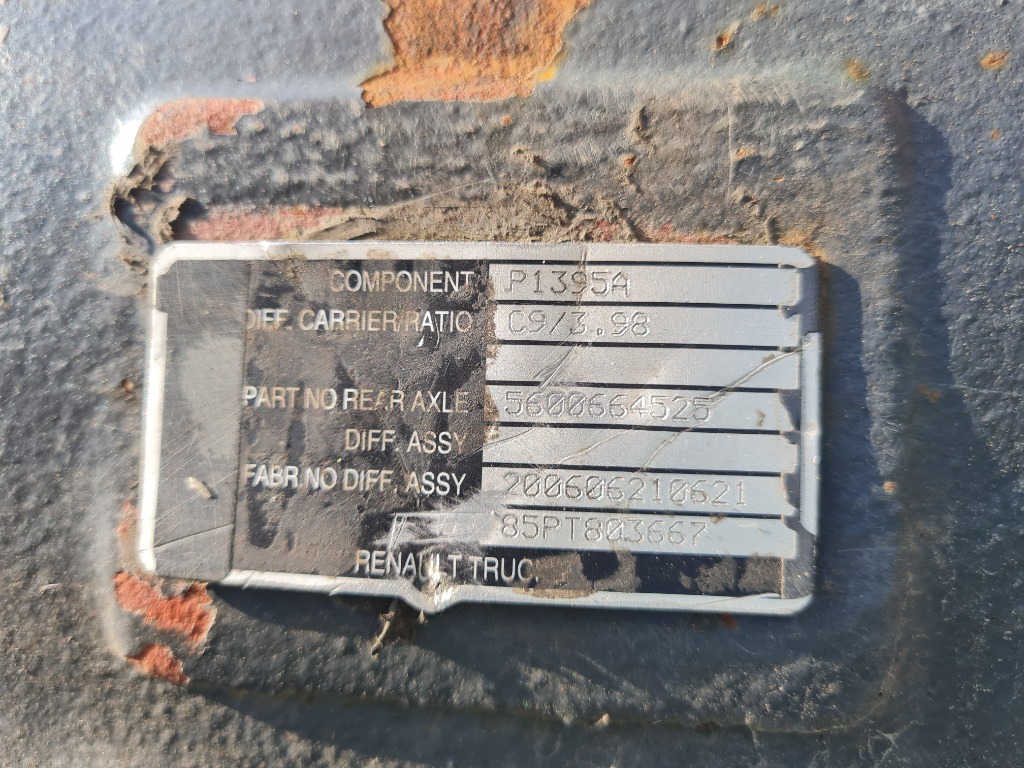 COMPONENT P1395A
DIFF. CARRIER/RATIO C9/3.98
PART NO REAR AXLE 5600664525
DIFF. ASSY
FABR NO DIFF. ASSY 200606210621
85PT803667
RENAULT TRUC